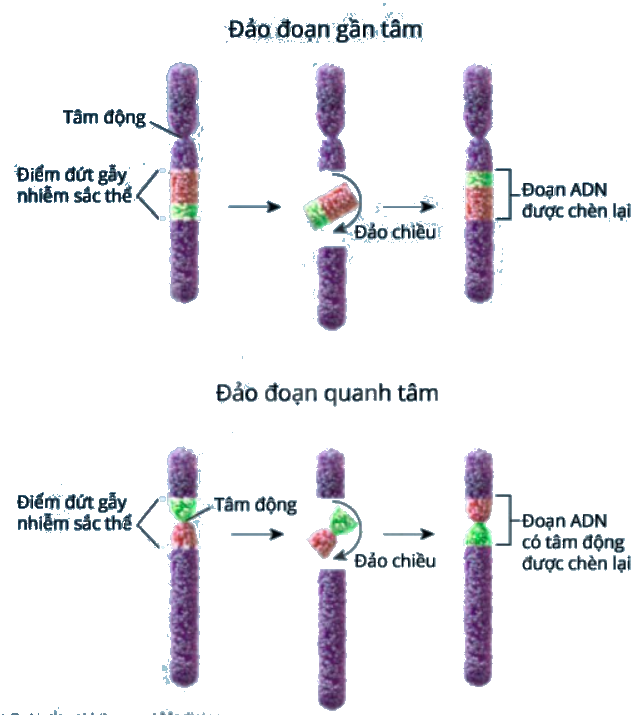 Đảo đoạn gần tâm
Tâm động
Điểm đứt gẫy
nhiễm sắc thể
Đảo chiều
Đoạn ADN
được chèn lại
Đảo đoạn quanh tâm
Điểm đứt gẫy
nhiễm sắc thể
Tâm động
Đảo chiều
Đoạn ADN
có tâm động
được chèn lại